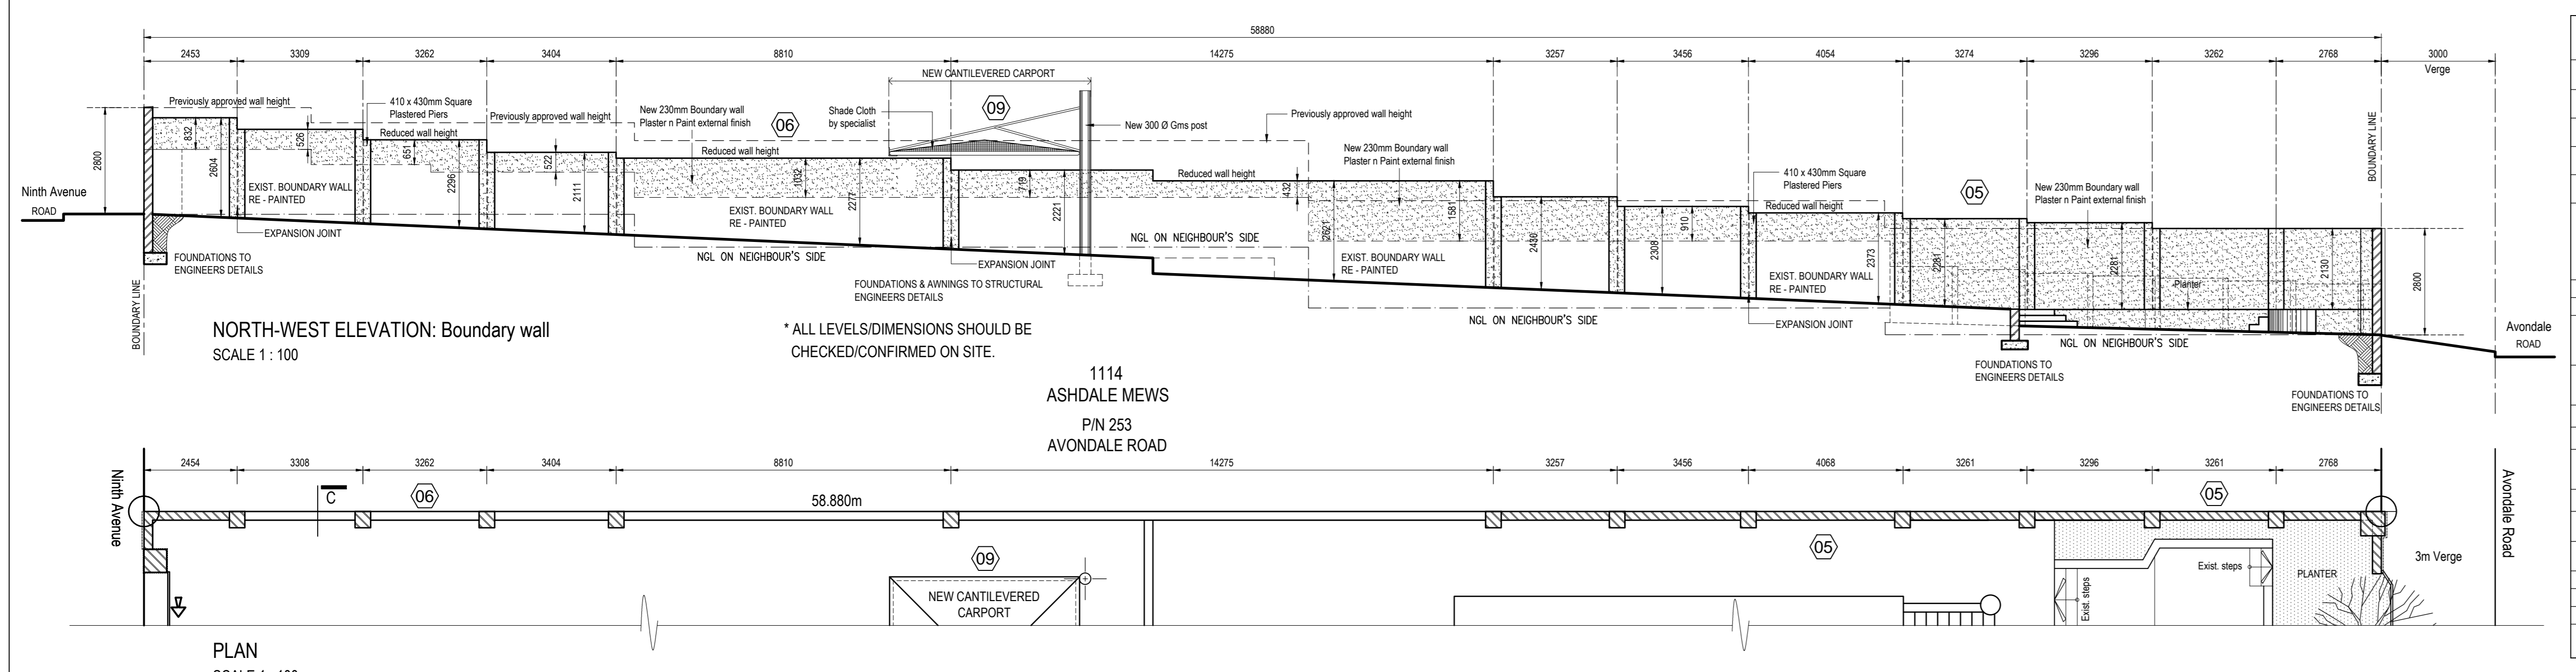 58880
2453 3309 3262 3404 8810 14275 3257 3456 4054 3274 3296 3262 2768 3000
Verge
NEW CANTILEVERED CARPORT
09
Previously approved wall height
410 x 430mm Square
Plastered Piers
Previously approved wall height
New 230mm Boundary wall
Plaster n Paint external finish
06
Shade Cloth
by specialist
New 300 Ø Gms post
Previously approved wall height
BOUNDARY LINE
2800
832
2604
526
Reduced wall height
651
2296
522
2111
Reduced wall height
1032
2277
719
2221
Reduced wall height
432
2621
New 230mm Boundary wall
Plaster n Paint external finish
1581
2430
2308
910
410 x 430mm Square
Plastered Piers
Reduced wall height
2373
05
2281
New 230mm Boundary wall
Plaster n Paint external finish
2281
Planter
2130
2800
Ninth Avenue
ROAD
EXIST. BOUNDARY WALL
RE - PAINTED
EXPANSION JOINT
EXIST. BOUNDARY WALL
RE - PAINTED
NGL ON NEIGHBOUR'S SIDE
NGL ON NEIGHBOUR'S SIDE
EXPANSION JOINT
EXIST. BOUNDARY WALL
RE - PAINTED
EXIST. BOUNDARY WALL
RE - PAINTED
NGL ON NEIGHBOUR'S SIDE
EXPANSION JOINT
NGL ON NEIGHBOUR'S SIDE
Avondale
ROAD
FOUNDATIONS TO
ENGINEERS DETAILS
BOUNDARY LINE
FOUNDATIONS & AWNINGS TO STRUCTURAL
ENGINEERS DETAILS
FOUNDATIONS TO
ENGINEERS DETAILS
FOUNDATIONS TO
ENGINEERS DETAILS
NORTH-WEST ELEVATION: Boundary wall
SCALE 1 : 100
* ALL LEVELS/DIMENSIONS SHOULD BE
CHECKED/CONFIRMED ON SITE.
1114
ASHDALE MEWS
P/N 253
AVONDALE ROAD
2454 3308 3262 3404 8810 14275 3257 3456 4068 3261 3296 3261 2768
Ninth Avenue
C
06
58.880m
05
Avondale Road
09
NEW CANTILEVERED
CARPORT
05
Exist. steps
Exist. steps
PLANTER
3m Verge
PLAN